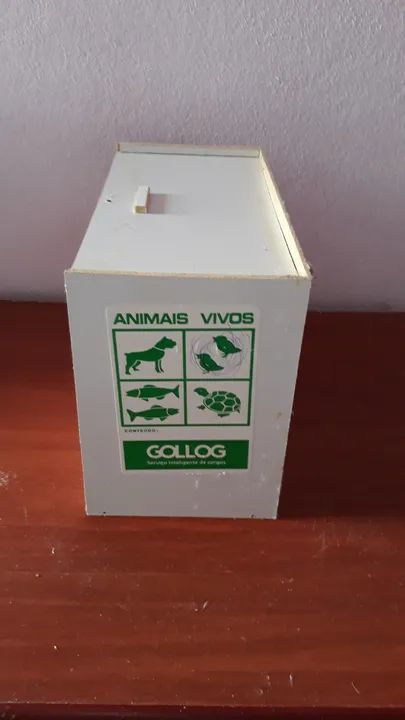 ANIMAIS VIVOS
CONTEÚDO:
GOLLOG
Serviço inteligente de cargas